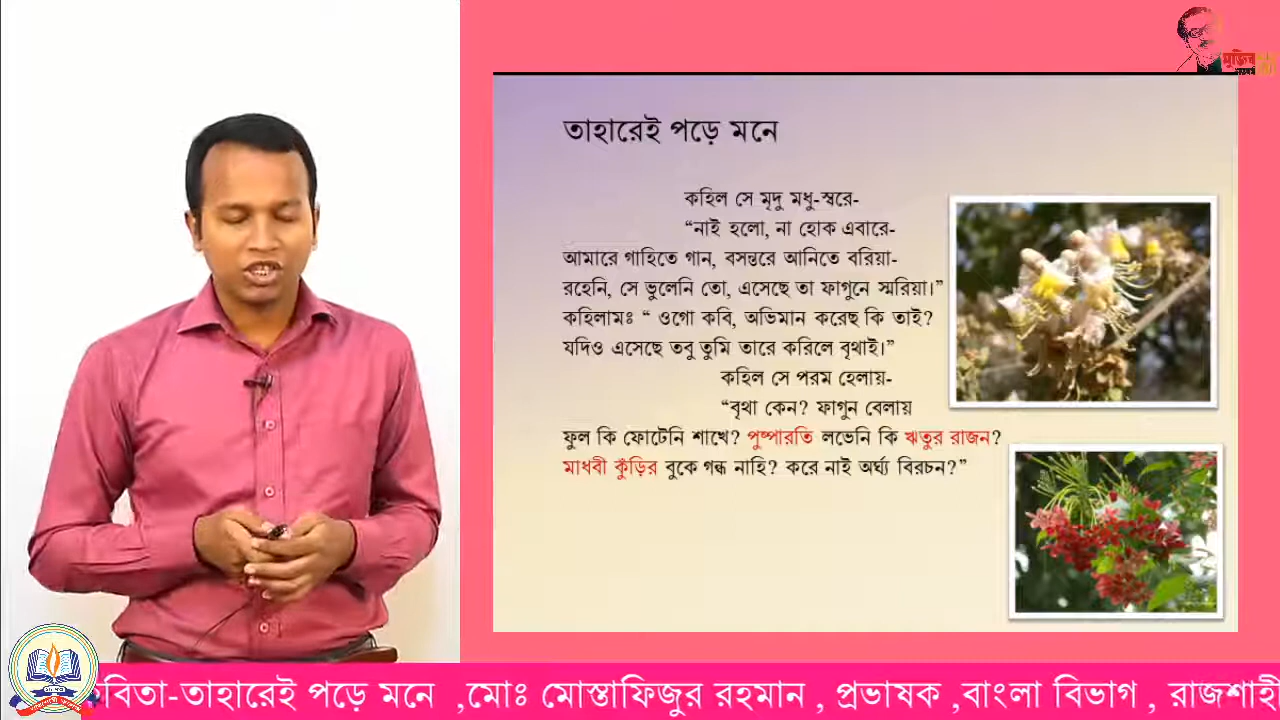 মুজিব
তাহারেই পড়ে মনে
কহিল সে মৃদু মধু-স্বরে-
“নাই হলো, না হোক এবারে-
আমারে গাহিতে গান, বসন্তরে আনিতে বরিয়া-
রহেনি, সে ভুলেনি তো, এসেছে তা ফাগুনে স্মরিয়া।”
কহিলামঃ “ ওগো কবি, অভিমান করেছ কি তাই?
যদিও এসেছে তবু তুমি তারে করিলে বৃথাই।”
কহিল সে পরম হেলায়-
“বৃথা কেন? ফাগুন বেলায়
ফুল কি ফোটেনি শাখে? পুষ্পারতি লভেনি কি ঋতুর রাজন?
মাধবী কুঁড়ির বুকে গন্ধ নাহি? করে নাই অর্ঘ্য বিরচন?”
কবিতা-তাহারেই পড়ে মনে ,মোঃ মোস্তাফিজুর রহমান , প্রভাষক ,বাংলা বিভাগ , রাজশাহী